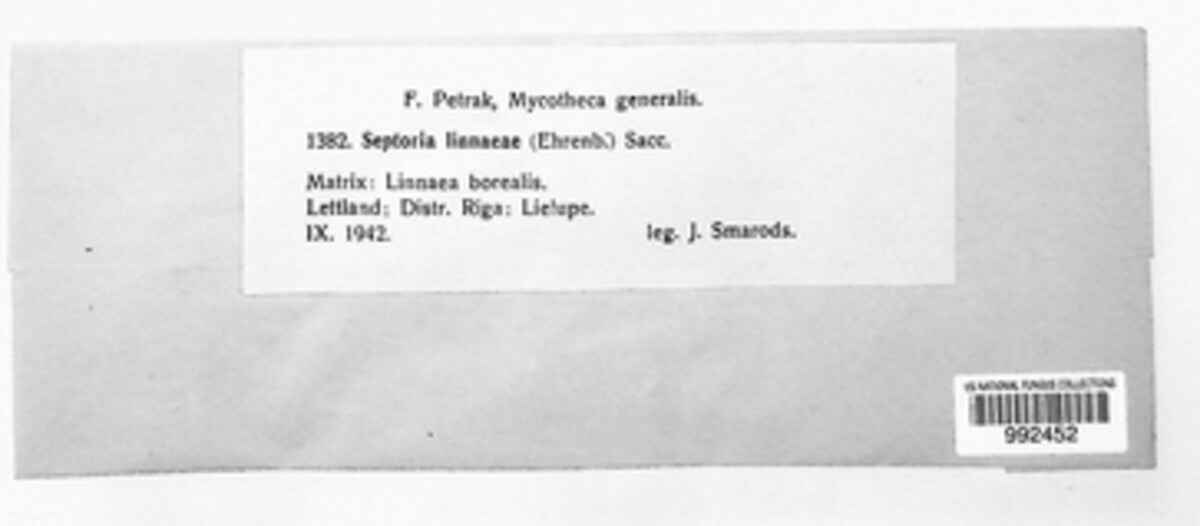 F. Petrak, Mycotheca generalis.
1382. Septoria linnaeae (Ehrenb.) Sacc.
Matrix: Linnaea borealis.
Lettland; Distr. Riga: Lielupe.
IX. 1942. leg. J. Smarods.
US NATIONAL FUNGUS COLLECTIONS
992452